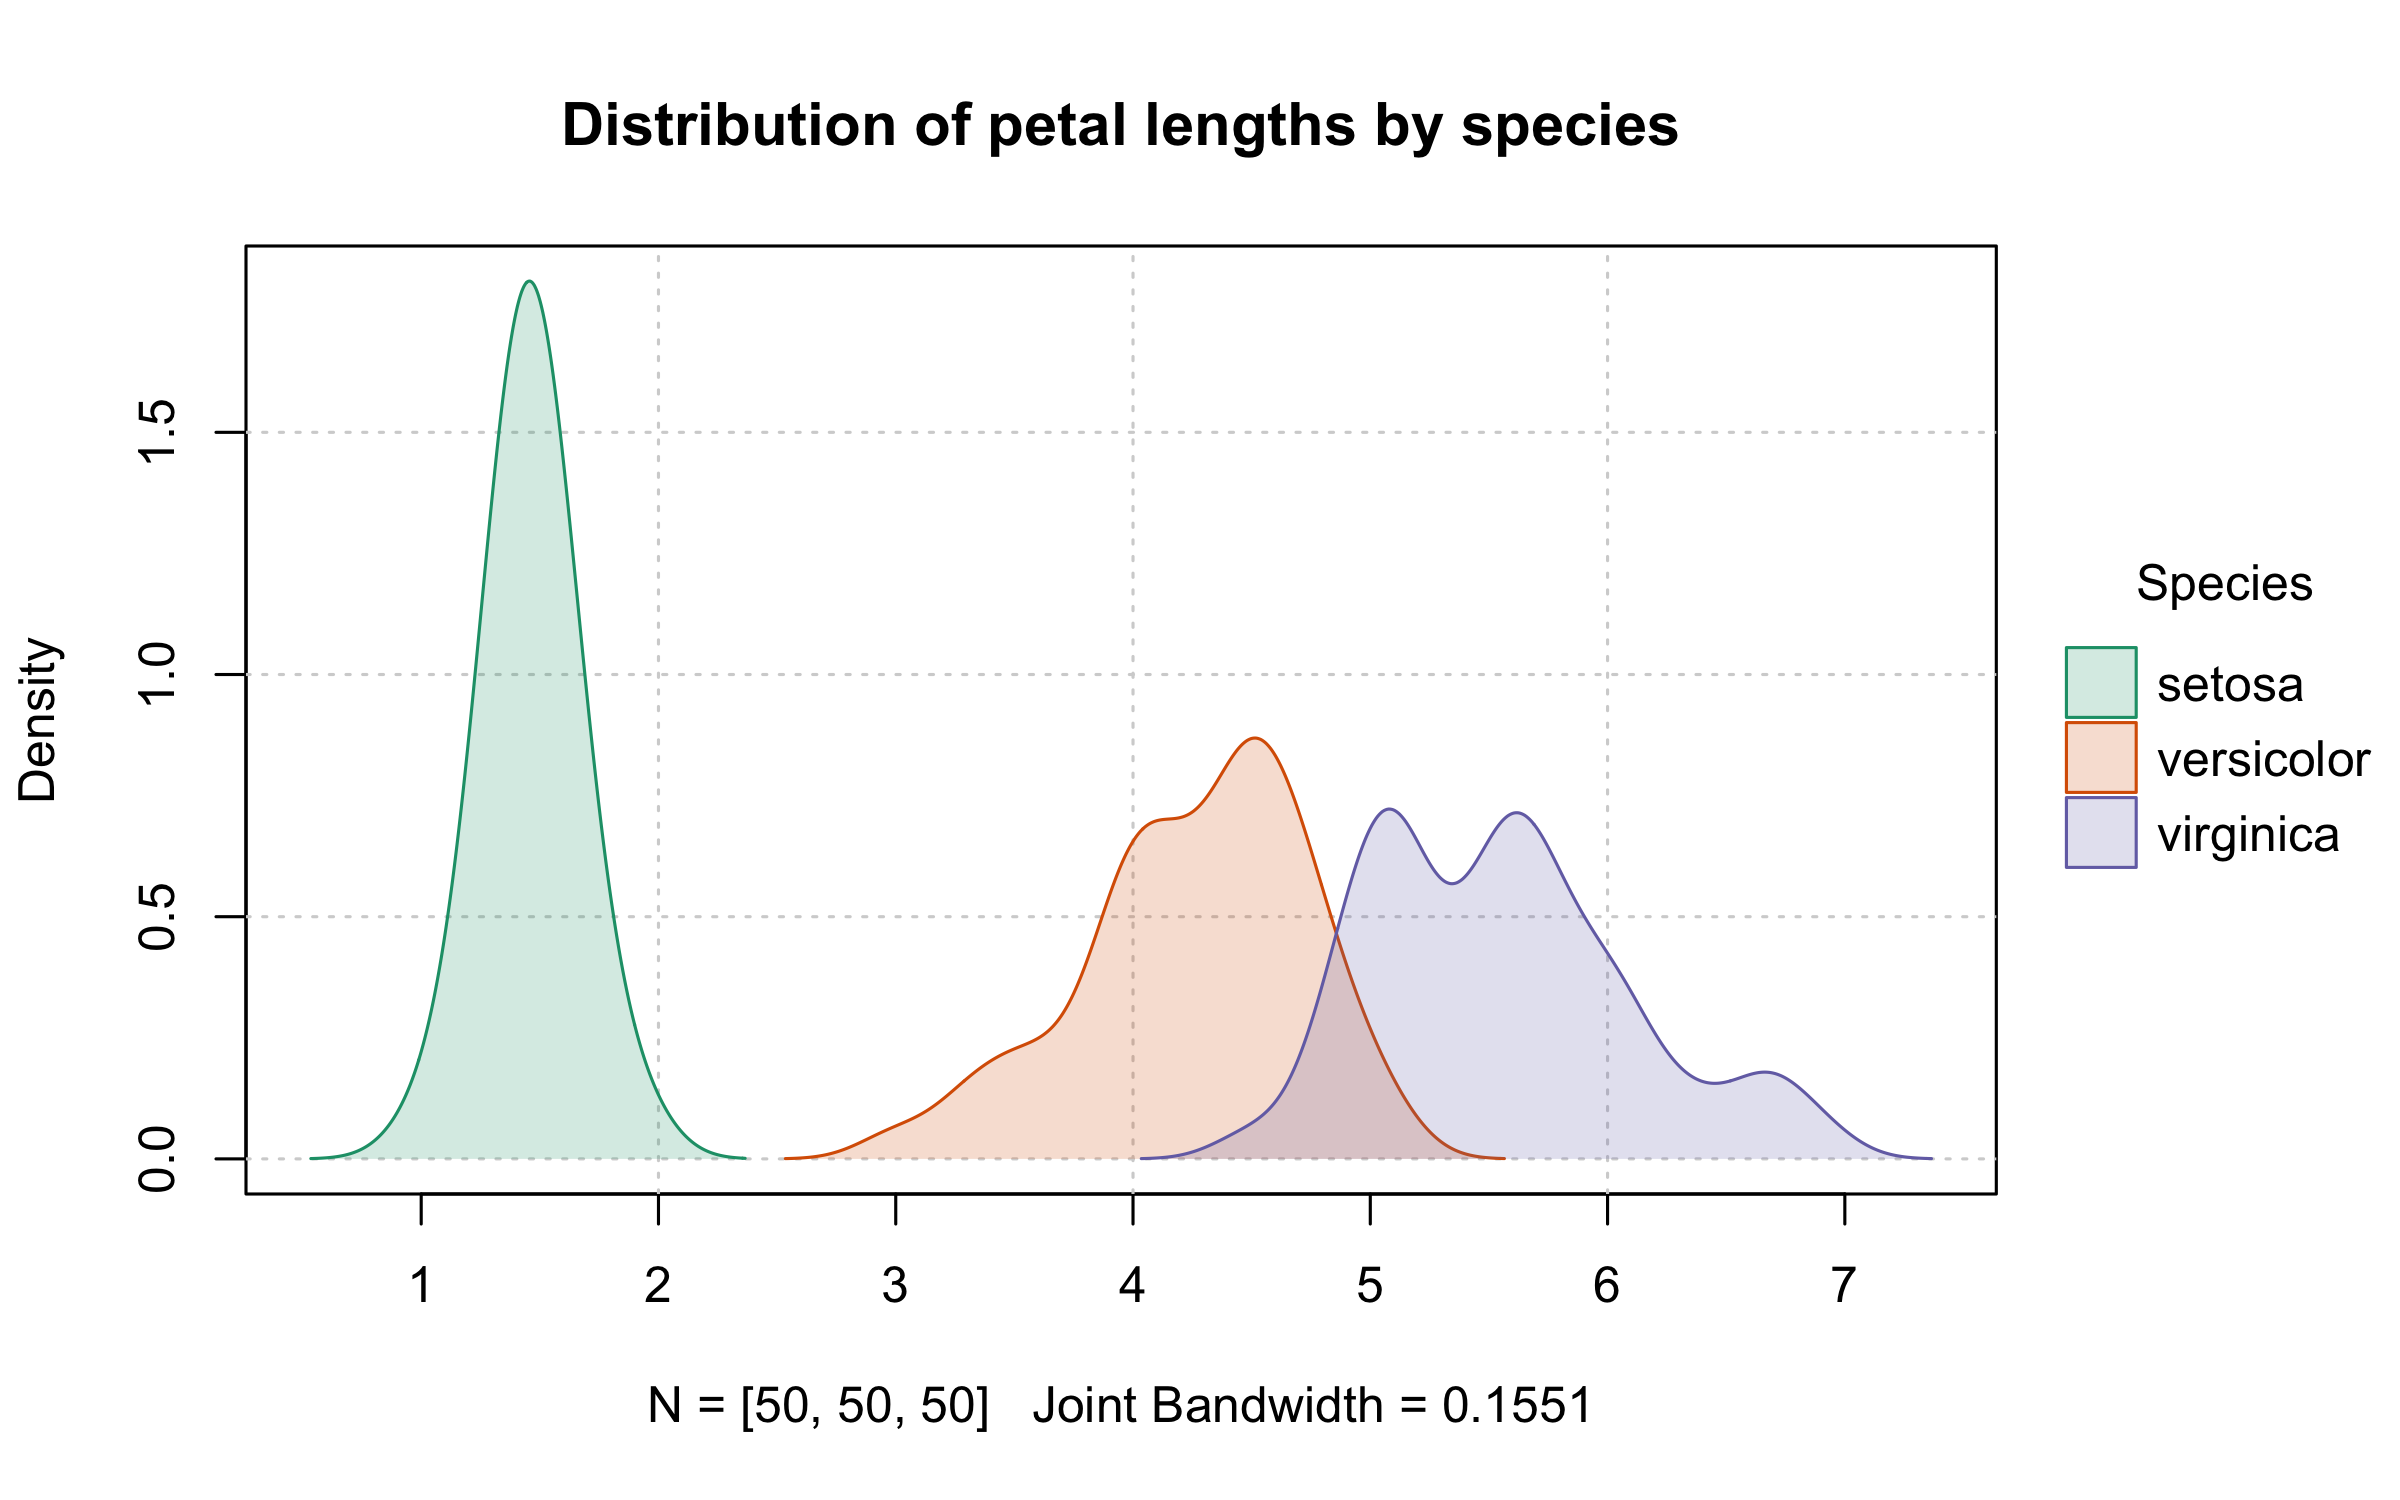 Distribution of petal lengths by species
Density
1.5
1.0
0.5
0.0
1 2 3 4 5 6 7
N = [50, 50, 50]   Joint Bandwidth = 0.1551
Species
setosa
versicolor
virginica